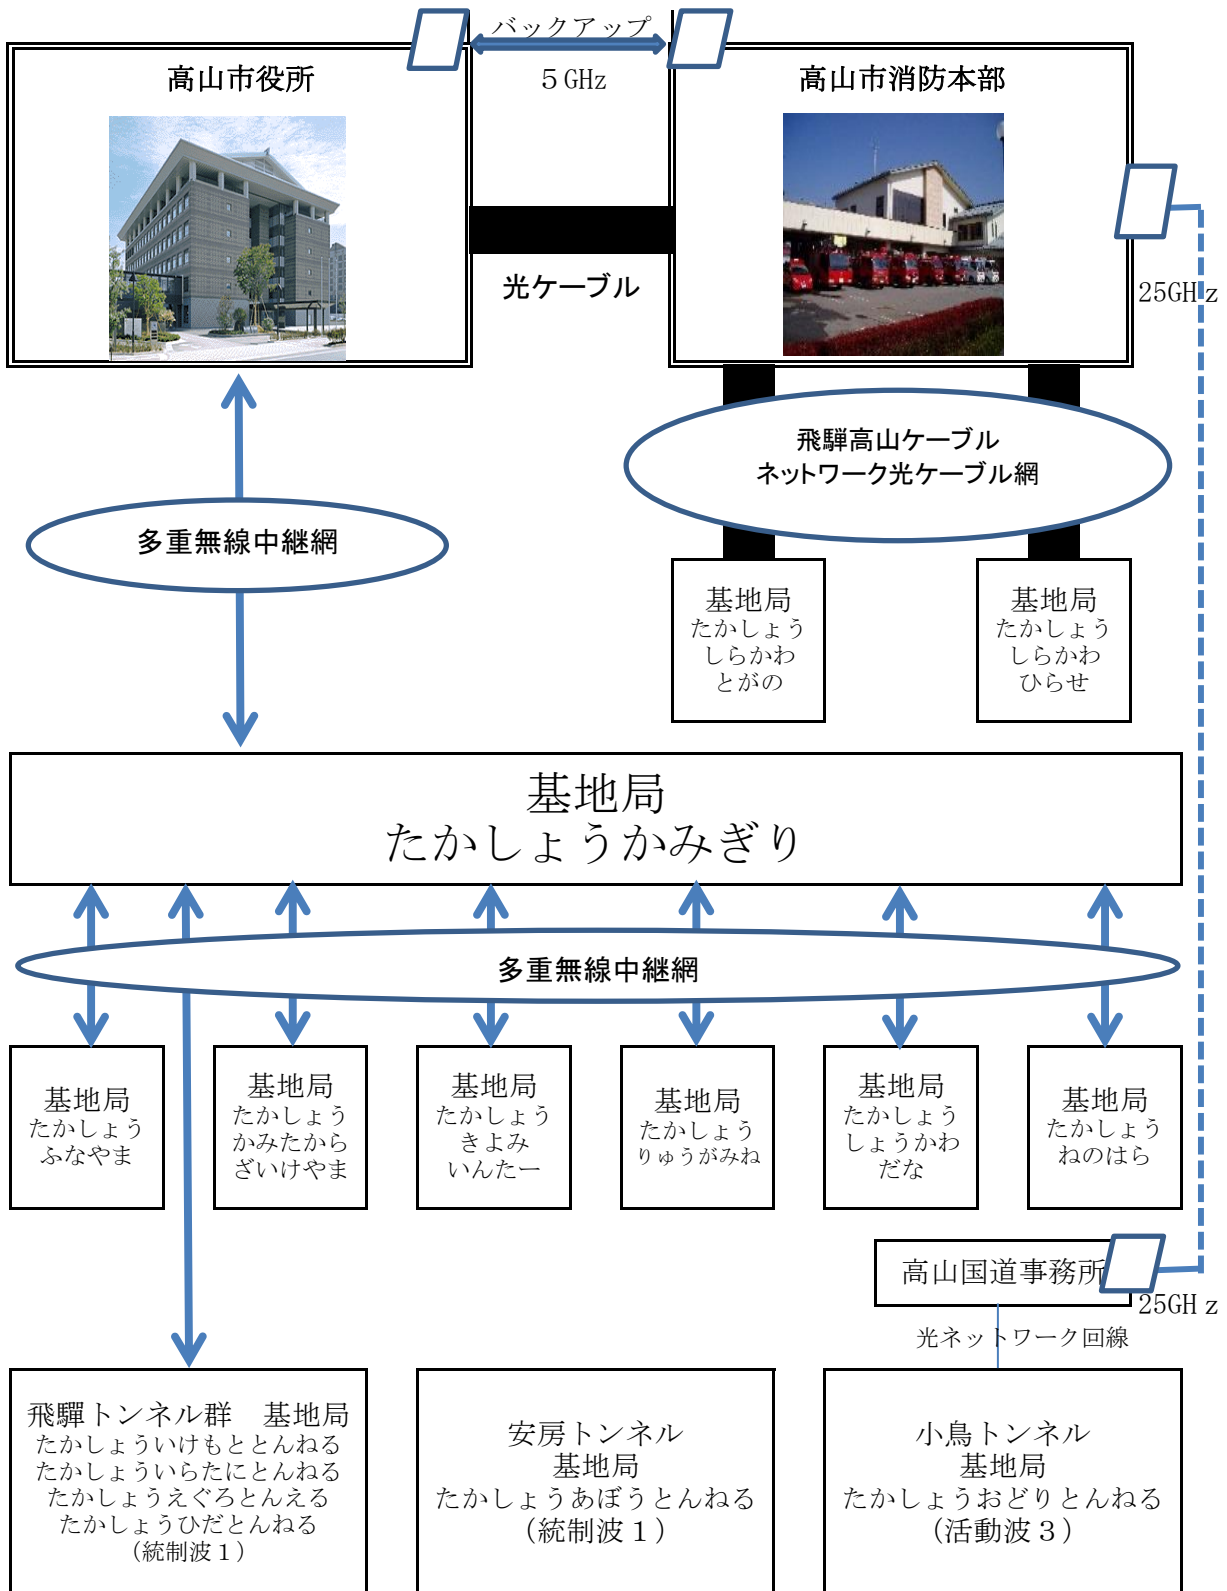 バックアップ
５GHz
高山市役所
高山市消防本部
光ケーブル
25GHz
飛騨高山ケーブル
ネットワーク光ケーブル網
多重無線中継網
基地局
たかしょう
しらかわ
とがの
基地局
たかしょう
しらかわ
ひらせ
基地局
たかしょうかみぎり
多重無線中継網
基地局
たかしょう
ふなやま
基地局
たかしょう
かみたから
ざいけやま
基地局
たかしょう
きよみ
いんたー
基地局
たかしょう
りゅうがみね
基地局
たかしょう
しょうかわ
だな
基地局
たかしょう
ねのはら
高山国道事務所
25GHz
光ネットワーク回線
飛驒トンネル群　基地局
たかしょういけもととんねる
たかしょういらたにとんねる
たかしょうえぐろとんえる
たかしょうひだとんねる
（統制波１）
安房トンネル
基地局
たかしょうあぼうとんねる
（統制波１）
小鳥トンネル
基地局
たかしょうおどりとんねる
（活動波３）